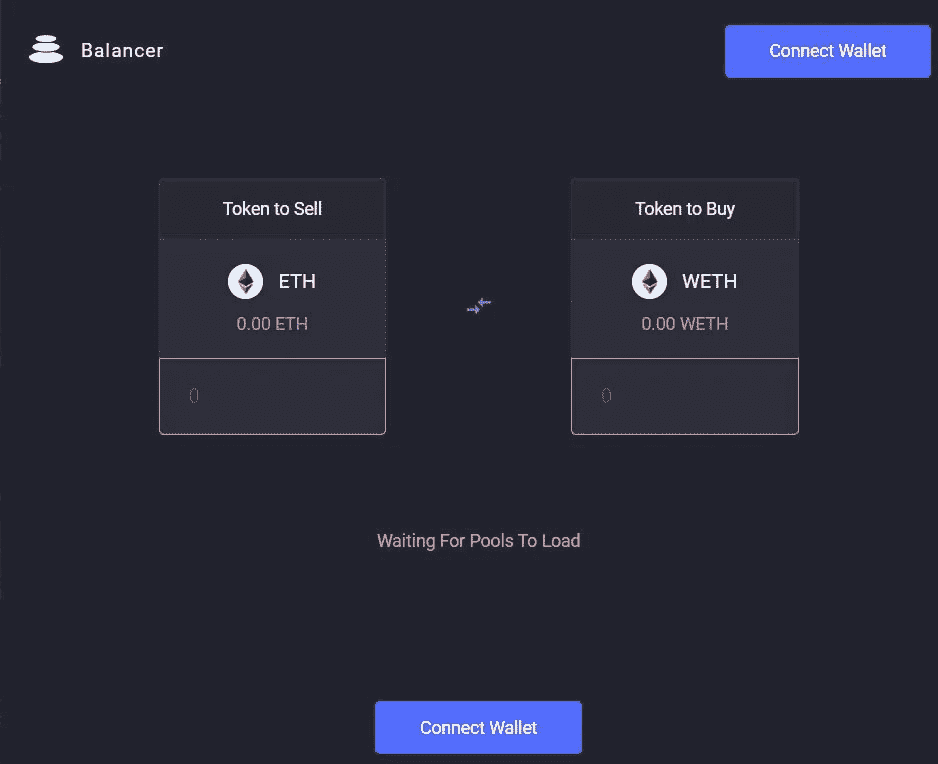 Balancer
Connect Wallet
Token to Sell
Token to Buy
ETH
WETH
0.00 ETH
0.00 WETH
0
0
Waiting For Pools To Load
Connect Wallet